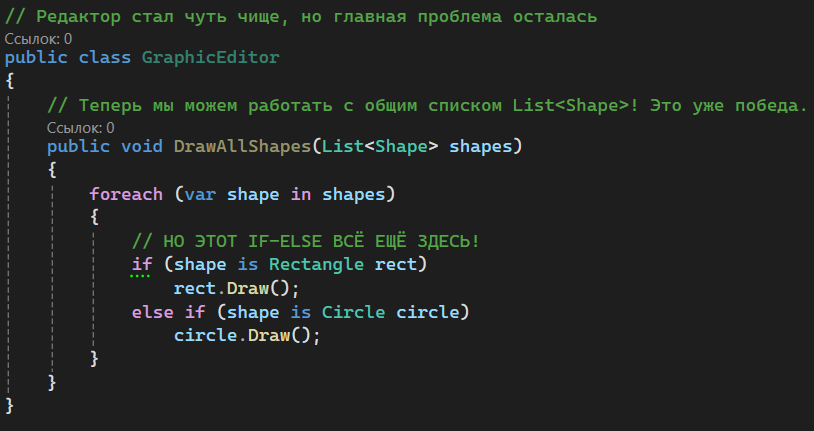 // Редактор стал чуть чище, но главная проблема осталась
Ссылок: 0
public class GraphicEditor
{
// Теперь мы можем работать с общим списком List<Shape>! Это уже победа.
Ссылок: 0
public void DrawAllShapes(List<Shape> shapes)
{
foreach (var shape in shapes)
{
// НО ЭТОТ IF-ELSE ВСЁ ЕЩЁ ЗДЕСЬ!
if (shape is Rectangle rect)
rect.Draw();
else if (shape is Circle circle)
circle.Draw();
}
}
}